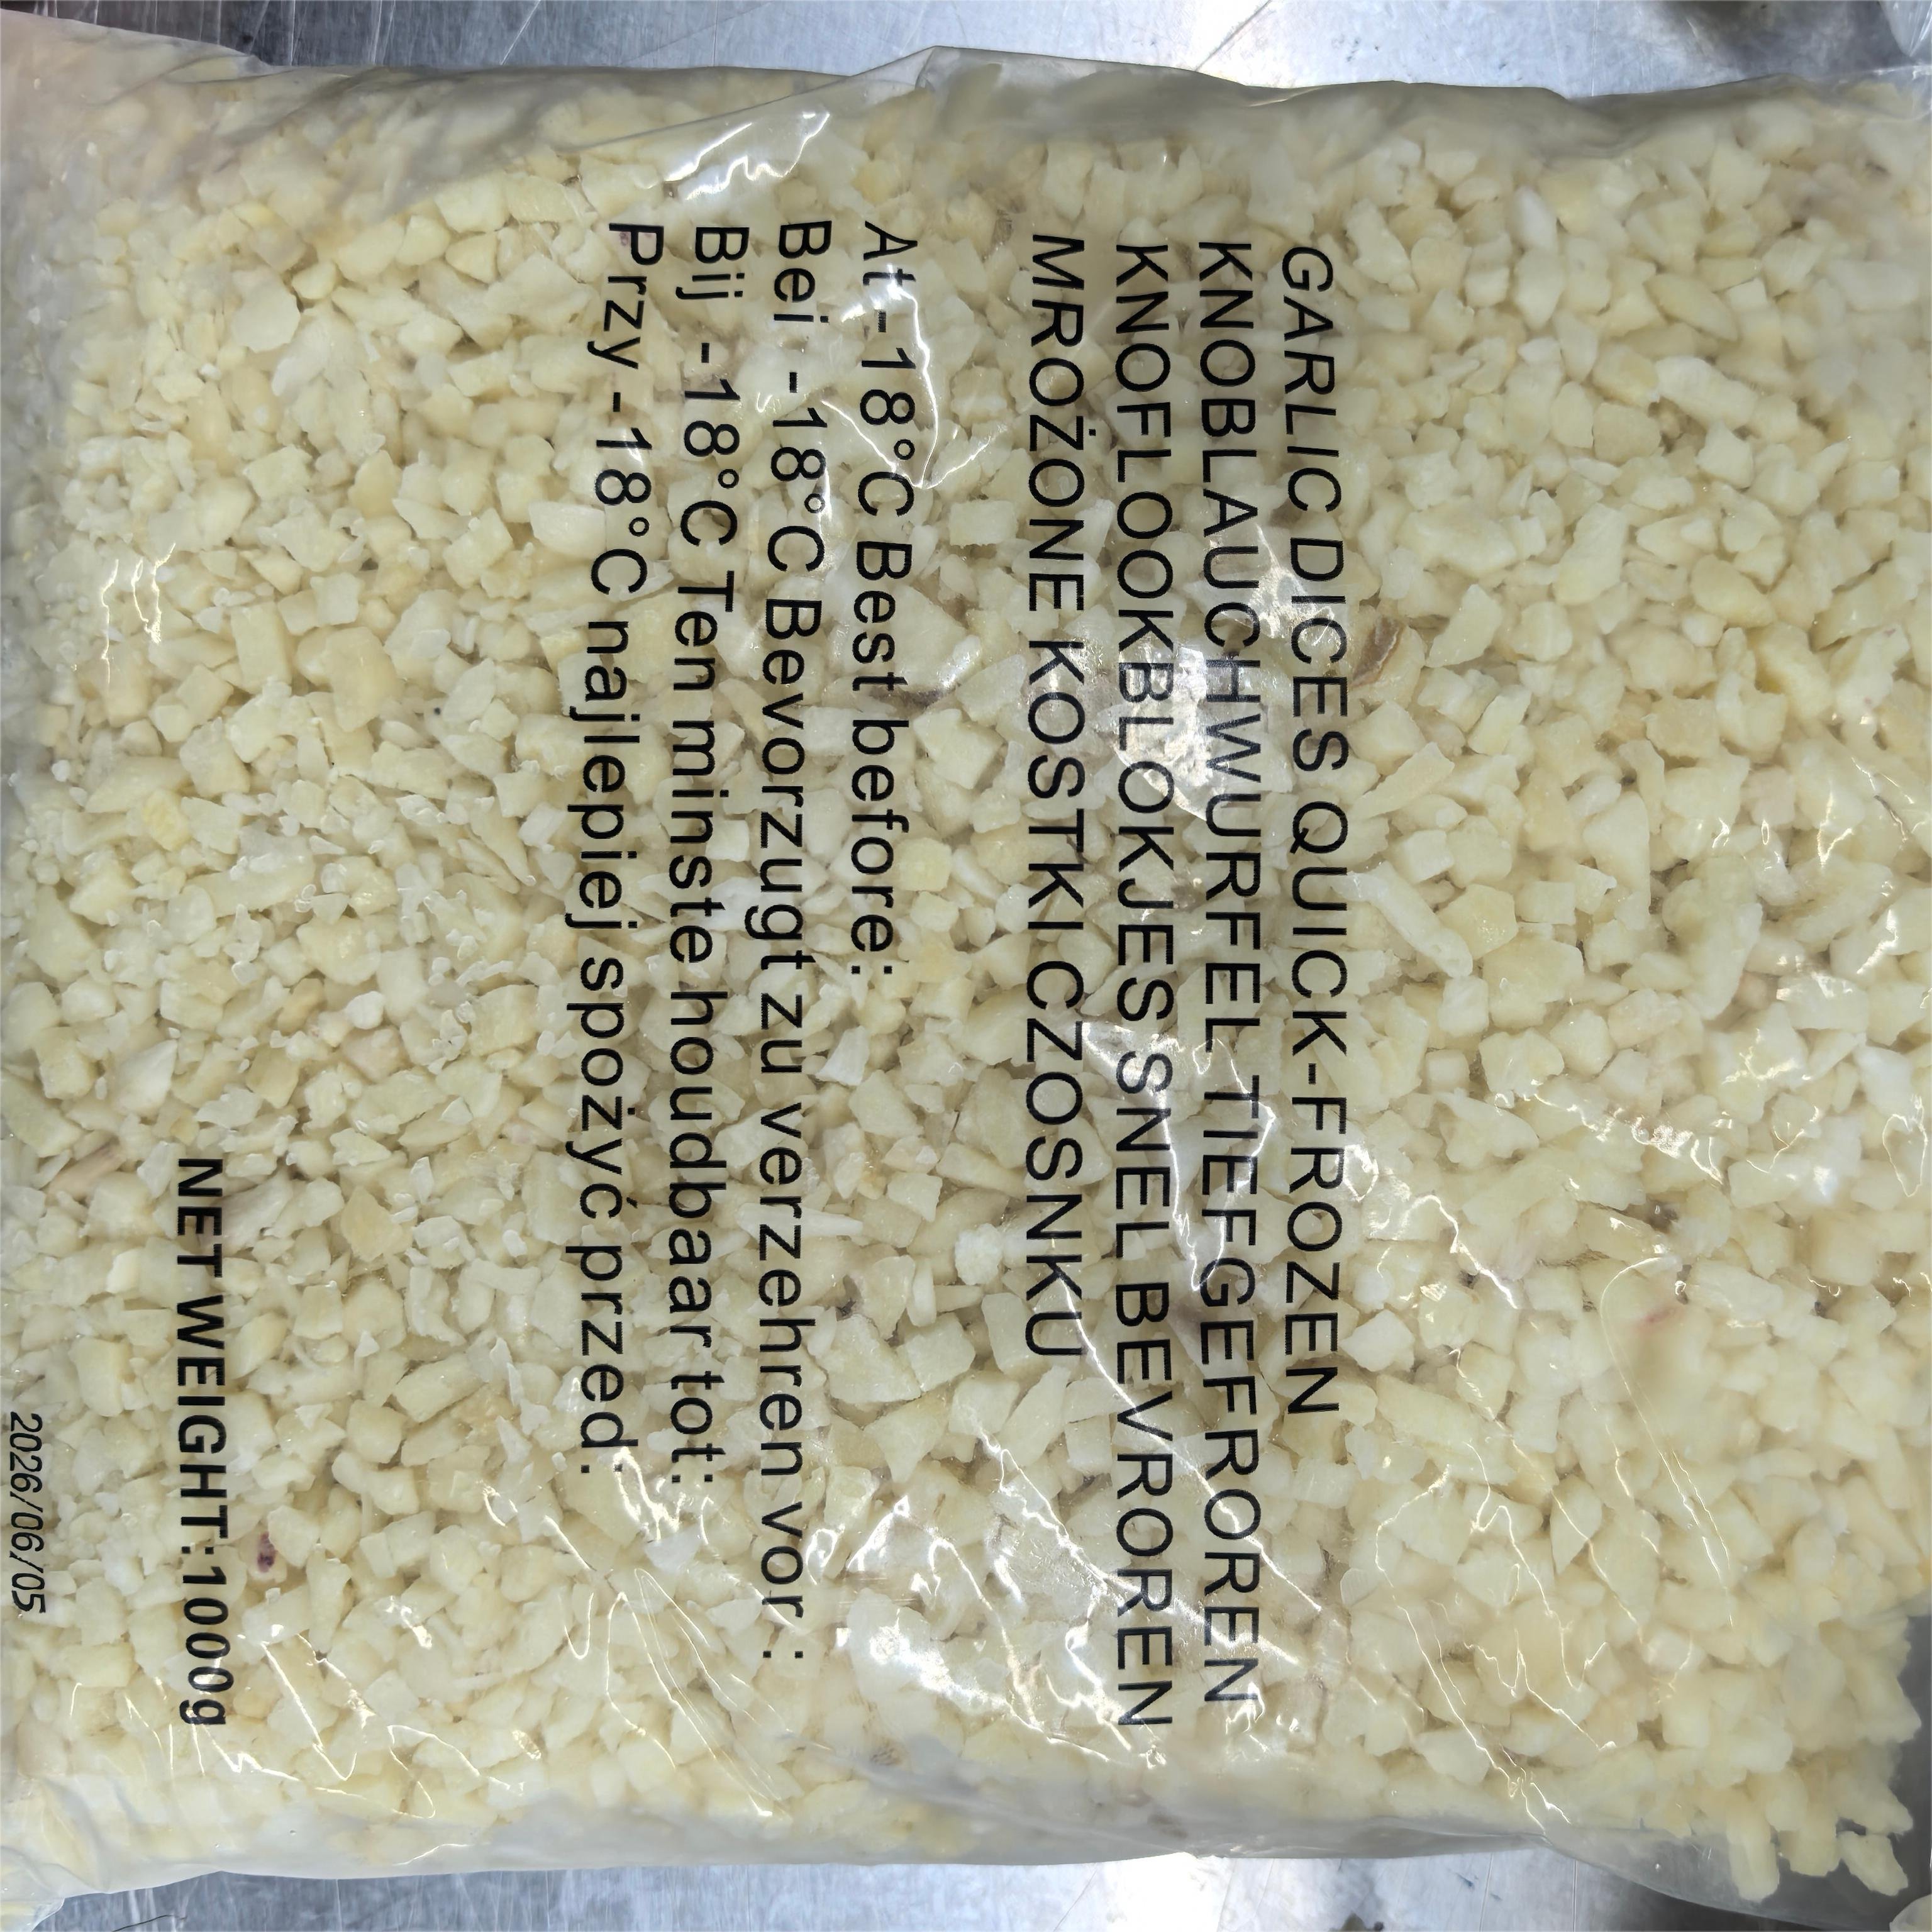 GARLIC DICES QUICK-FROZEN
KNOBLAUCHWURFEL TIEFGEFROREN
KNOFLOOKBLOKJES SNEL BEVROREN
MROŻONE KOSTKI CZOSNKU
At -18°C Best before:
Bei -18°C Bevorzugt zu verzehren vor :
Bij -18°C Ten minste houdbaar tot:
Przy -18°C najlepiej spożyć przed:
NET WEIGHT:1000g
2026/06/05